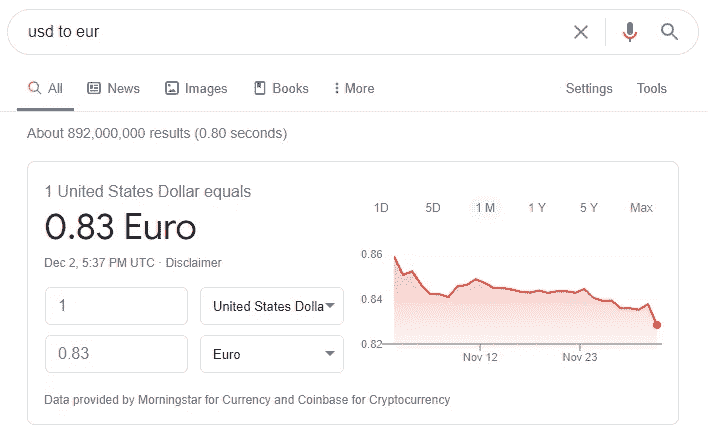 usd to eur
All News Images Books More Settings Tools
About 892,000,000 results (0.80 seconds)
1 United States Dollar equals
0.83 Euro
Dec 2, 5:37 PM UTC · Disclaimer
1 United States Dolla
0.83 Euro
1D 5D 1 M 1 Y 5 Y Max
0.86
0.84
0.82
Nov 12 Nov 23
Data provided by Morningstar for Currency and Coinbase for Cryptocurrency